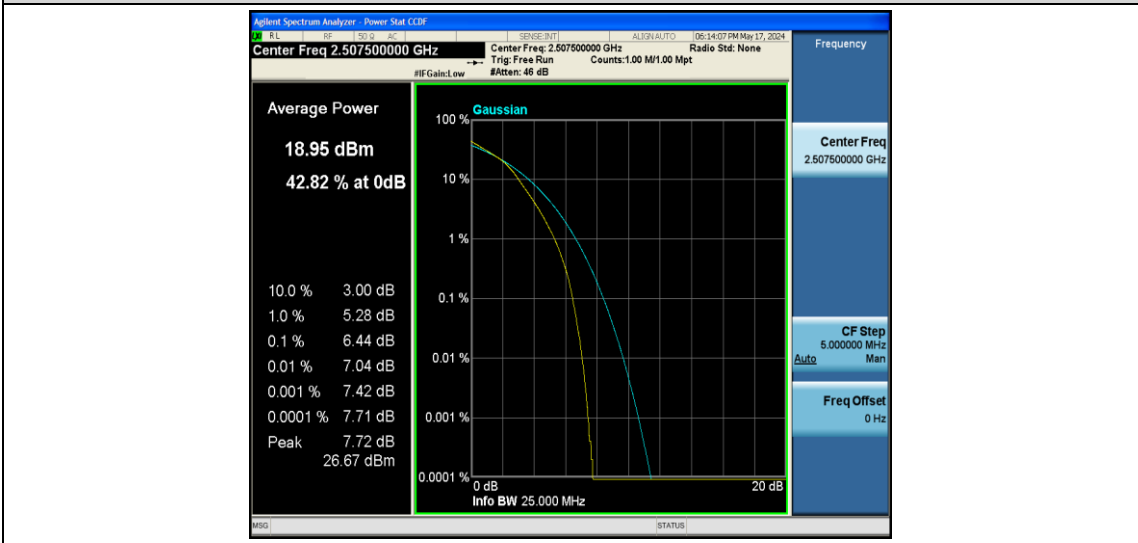 Agilent Spectrum Analyzer - Power Stat CCDF
LXI RL RF 50 Ω AC SENSE:INT ALIGN AUTO 06:14:07 PM May 17, 2024
Center Freq 2.507500000 GHz
Center Freq: 2.507500000 GHz Radio Std: None
Trig: Free Run Counts:1.00 M/1.00 Mpt
#IFGain:Low #Atten: 46 dB
Frequency
Average Power
18.95 dBm
42.82 % at 0dB
10.0 % 3.00 dB
1.0 % 5.28 dB
0.1 % 6.44 dB
0.01 % 7.04 dB
0.001 % 7.42 dB
0.0001 % 7.71 dB
Peak 7.72 dB
26.67 dBm
Gaussian
100 %
10 %
1 %
0.1 %
0.01 %
0.001 %
0.0001 %
0 dB 20 dB
Info BW 25.000 MHz
Center Freq
2.507500000 GHz
CF Step
5.000000 MHz
Auto Man
Freq Offset
0 Hz
MSG STATUS